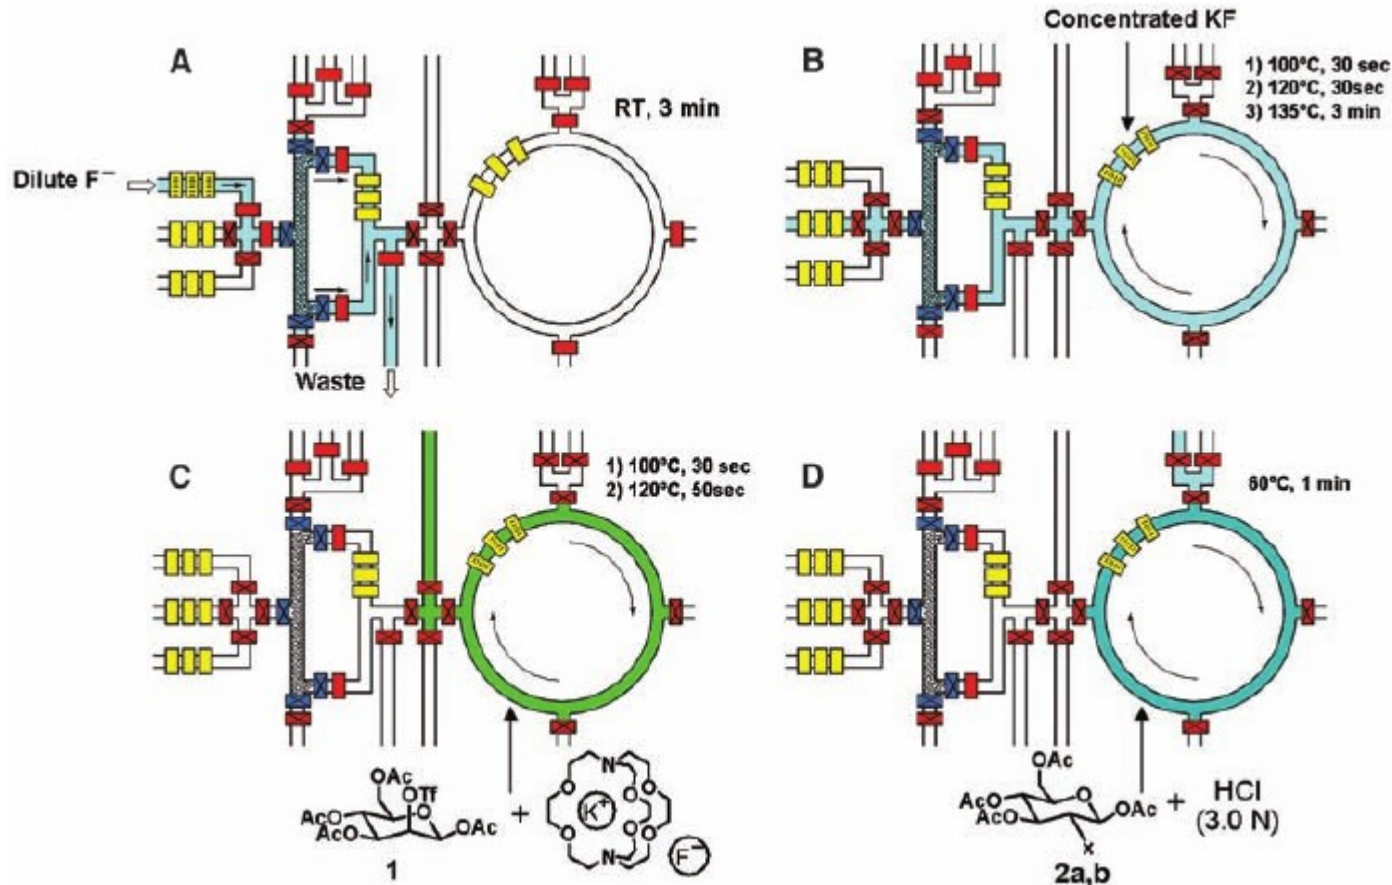 A
RT, 3 min
Dilute F⁻
Waste
Concentrated KF
B
1) 100°C, 30 sec
2) 120°C, 30sec
3) 135°C, 3 min
C
1) 100°C, 30 sec
2) 120°C, 50sec
OAc
OTf
AcO
AcO
O
OAc
1
+
N
O
O
O
O
K⁺
O
O
N
F⁻
D
60°C, 1 min
OAc
AcO
AcO
O
OAc
x
2a,b
+
HCl
(3.0 N)